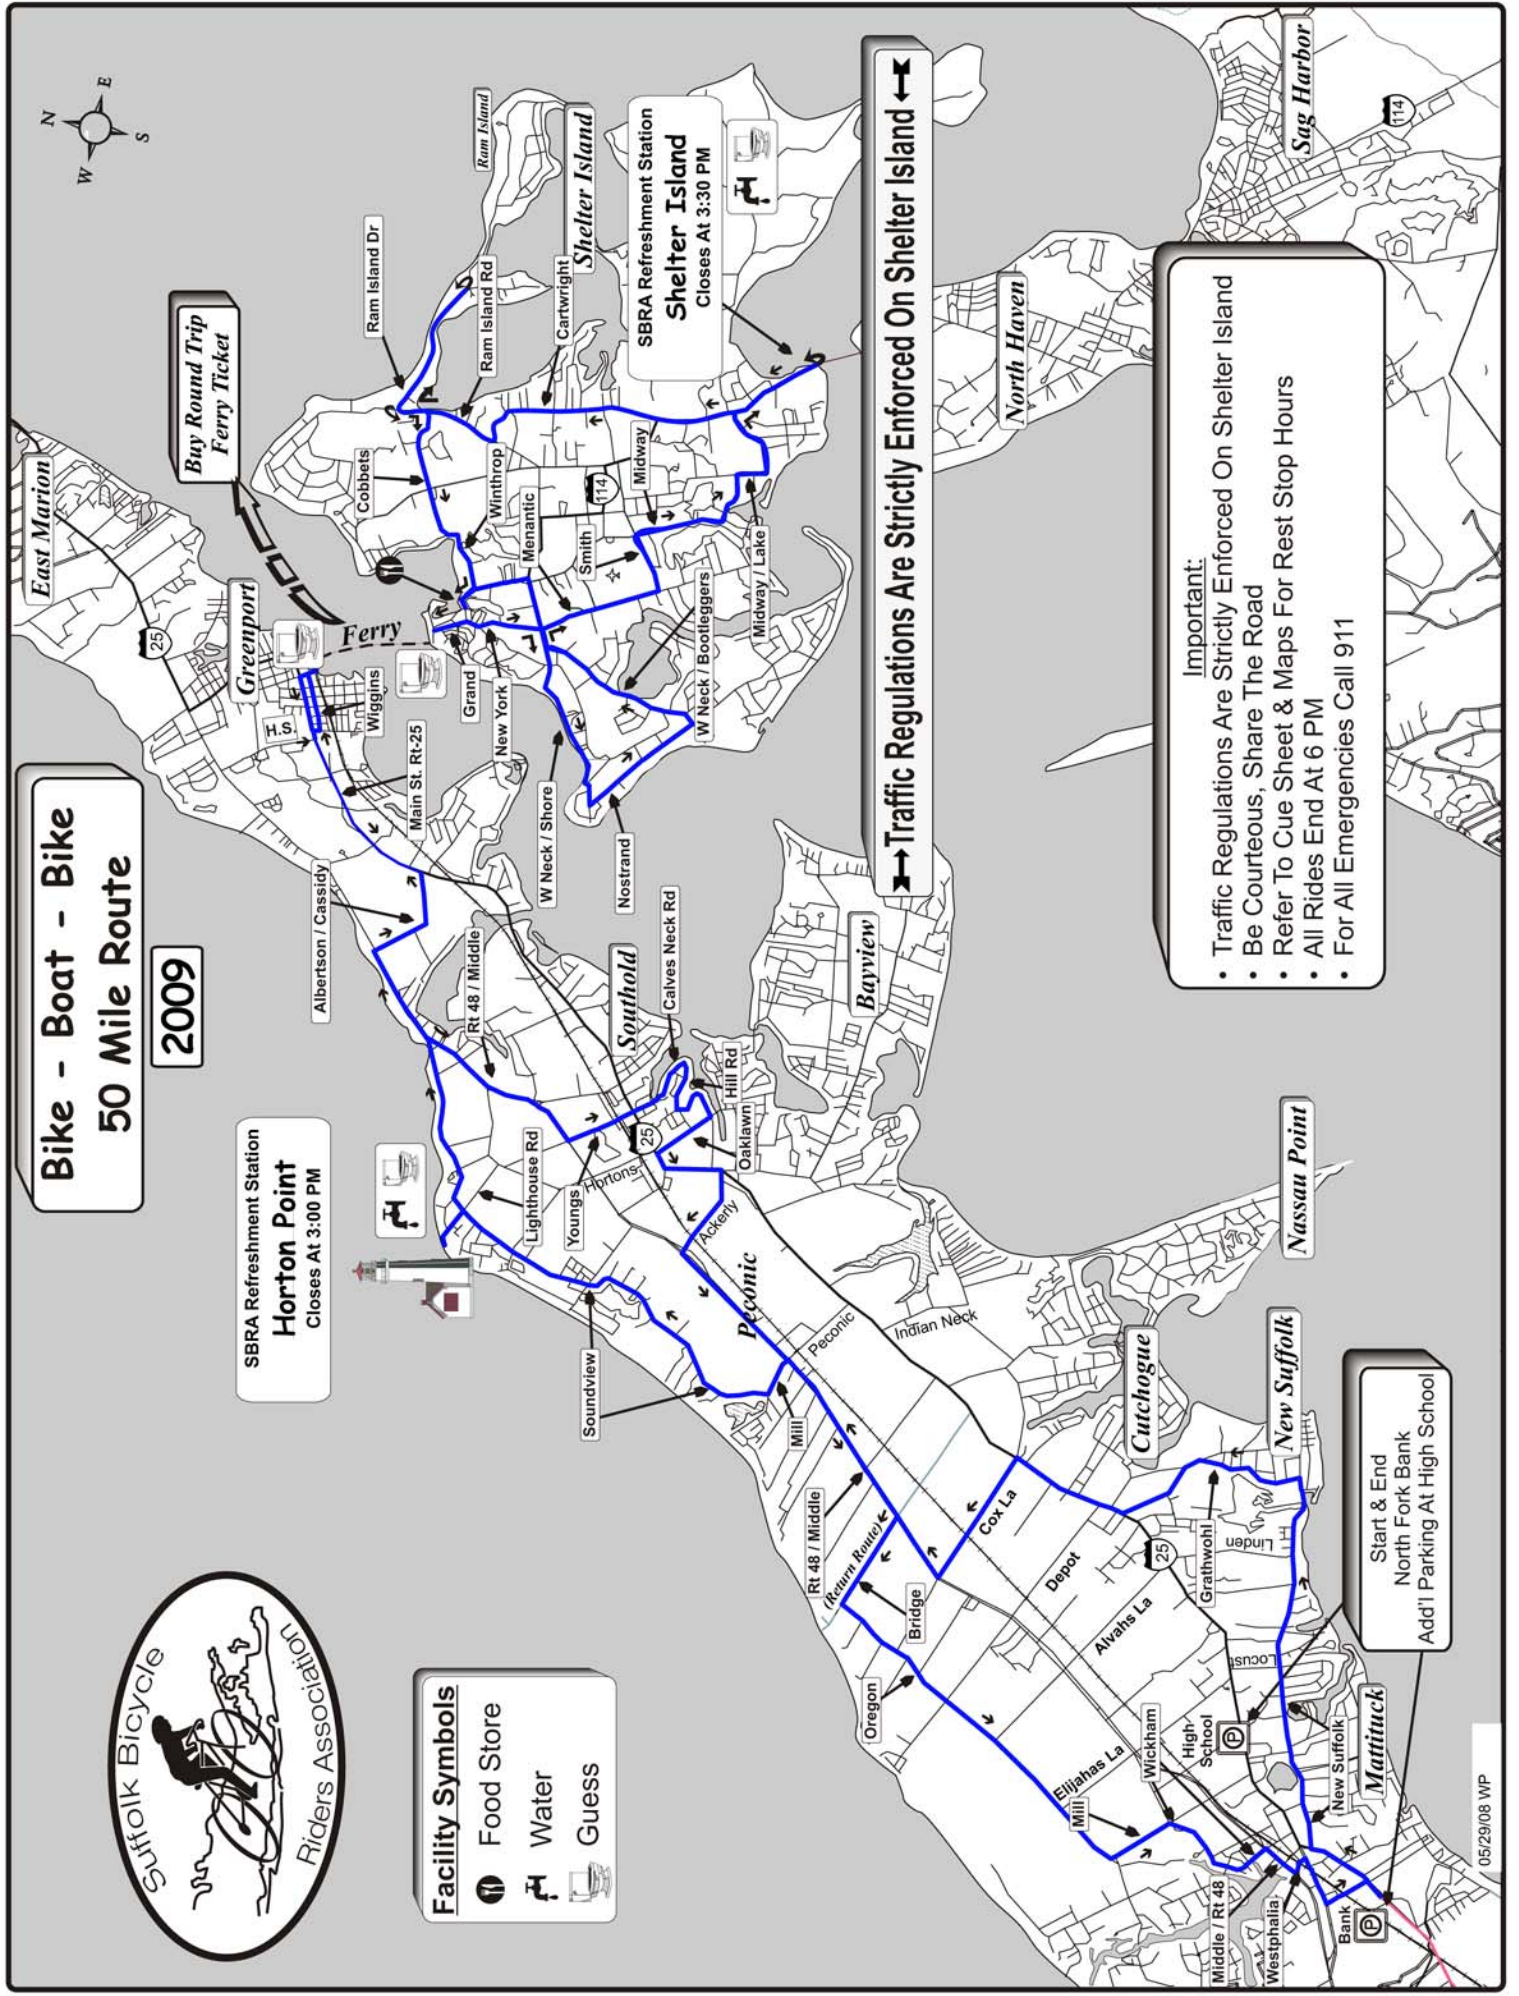 Bike - Boat - Bike
50 Mile Route
2009
Suffolk Bicycle
Riders Association
Facility Symbols
Food Store
Water
Guess
SBRA Refreshment Station
Horton Point
Closes At 3:00 PM
Buy Round Trip
Ferry Ticket
N
E
S
W
East Marion
25
Greenport
Ferry
H.S.
Wiggins
Main St. Rt-25
Albertson / Cassidy
Rt 48 / Middle
Southold
Calves Neck Rd
Hill Rd
Oaklawn
25
Hortons
Youngs
Lighthouse Rd
Ackerly
Peconic
Peconic
Indian Neck
Soundview
Mill
Rt 48 / Middle
(Return Route)
Bridge
Oregon
Cox La
Depot
Alvahs La
Elijahas La
Mill
Wickham
High
School
P
Middle / Rt 48
Westphalia
Bank
P
New Suffolk
Mattituck
Locust
Linden
Grathwohl
25
Cutchogue
New Suffolk
Nassau Point
Bayview
Start & End
North Fork Bank
Add'l Parking At High School
05/29/08 WP
Ram Island Dr
Ram Island
Shelter Island
Ram Island Rd
Cartwright
Cobbets
Winthrop
Menantic
Smith
114
Midway
Midway / Lake
W Neck / Bootleggers
Grand
New York
W Neck / Shore
Nostrand
SBRA Refreshment Station
Shelter Island
Closes At 3:30 PM
Traffic Regulations Are Strictly Enforced On Shelter Island
North Haven
Sag Harbor
114
Important:
• Traffic Regulations Are Strictly Enforced On Shelter Island
• Be Courteous, Share The Road
• Refer To Cue Sheet & Maps For Rest Stop Hours
• All Rides End At 6 PM
• For All Emergencies Call 911